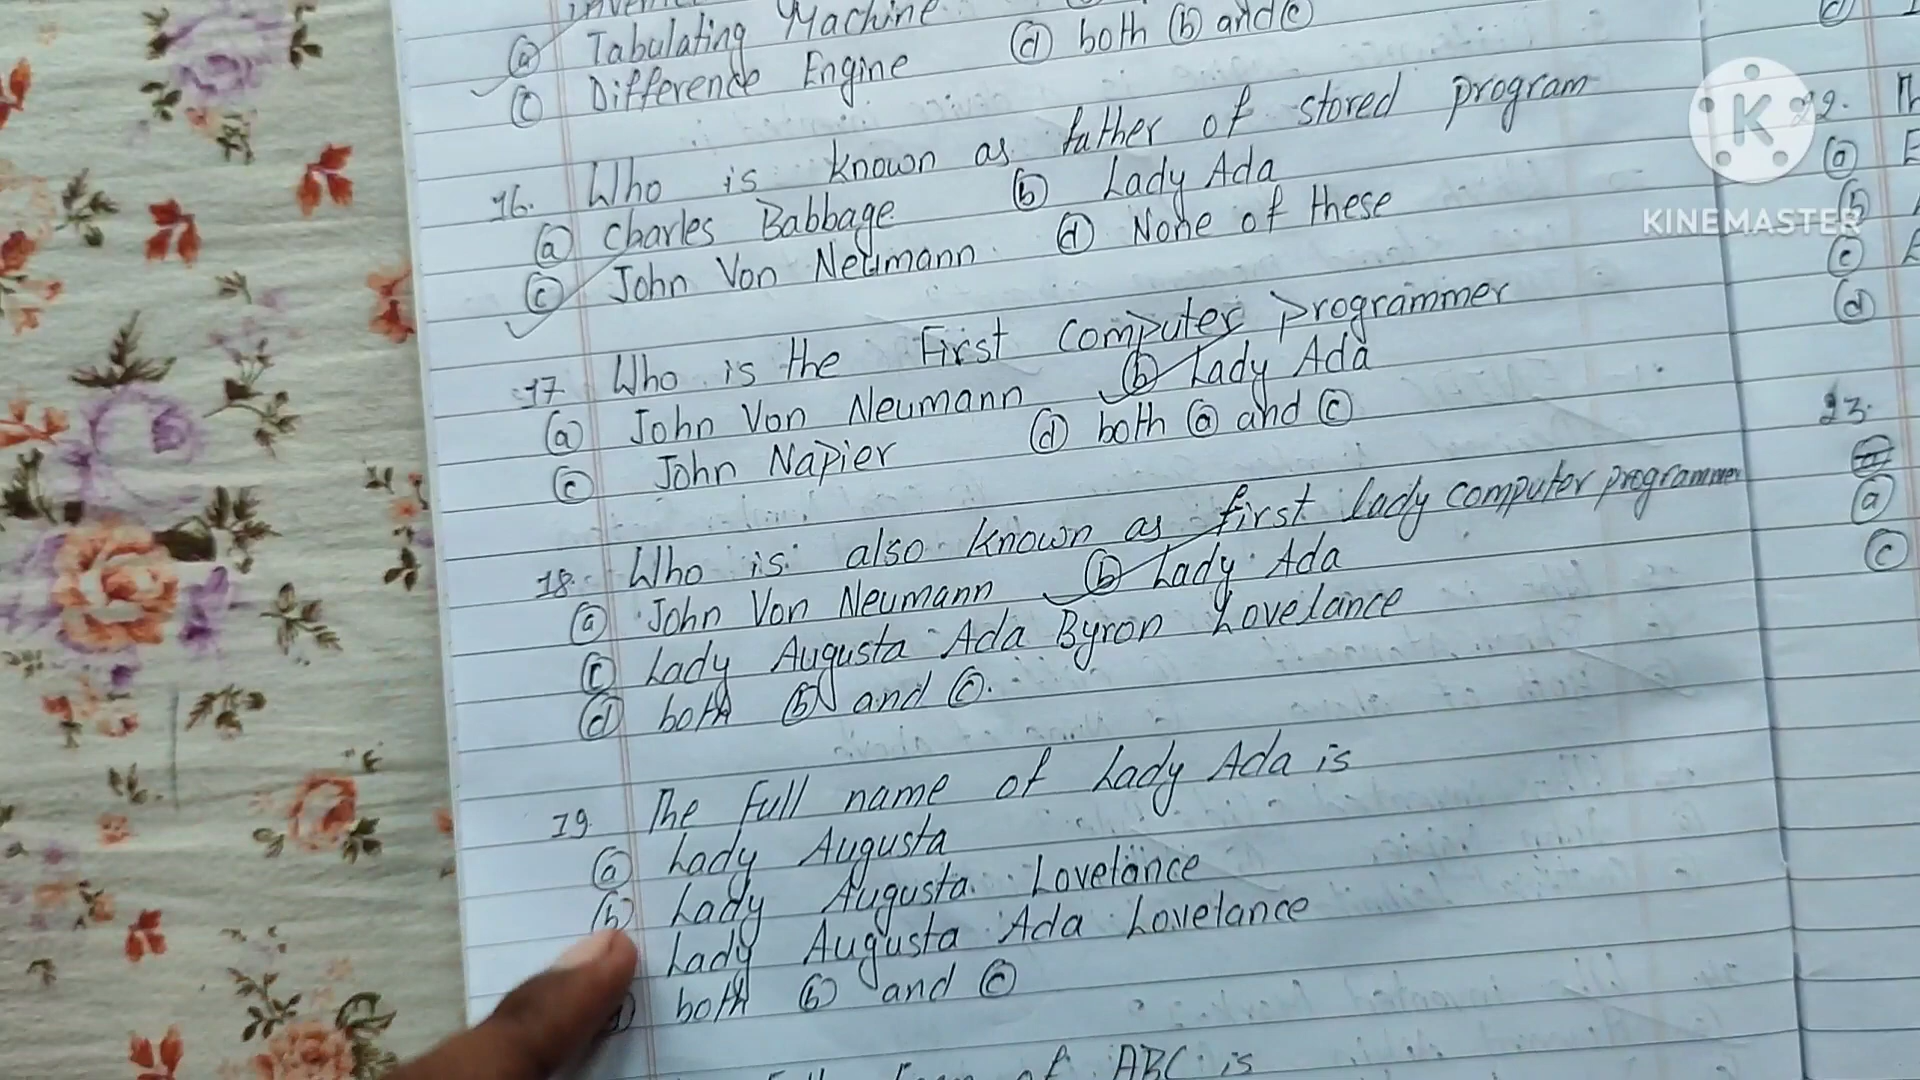 (a) Tabulating Machine
(d) both (b) and (c)
(c) Difference Engine
16. Who is known as father of stored program
(a) Charles Babbage (b) Lady Ada
(c) John Von Neumann (d) None of these
17 Who is the First Computer programmer
(a) John Von Neumann (b) Lady Ada
(c) John Napier (d) both (a) and (c)
18. Who is also known as first lady computer programmer
(a) John Von Neumann (b) Lady Ada
(c) Lady Augusta Ada Byron Lovelance
(d) both (b) and (c).
19 The Full name of Lady Ada is
(a) Lady Augusta
(b) Lady Augusta Lovelance
Lady Augusta Ada Lovelance
both (b) and (c)
of ABC is
22.
(a)
(b)
(c)
(d)
23.
(a)
(c)
K
KINEMASTER